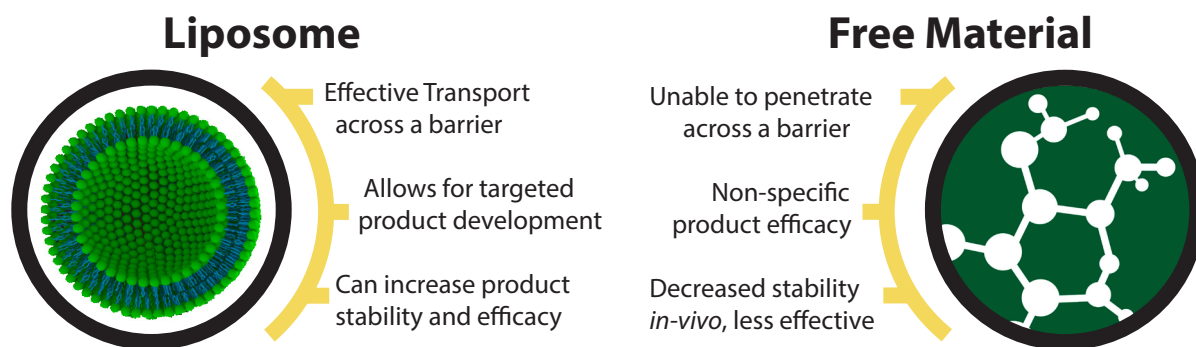 Liposome
Effective Transport
across a barrier
Allows for targeted
product development
Can increase product
stability and efficacy
Free Material
Unable to penetrate
across a barrier
Non-specific
product efficacy
Decreased stability
in-vivo, less effective